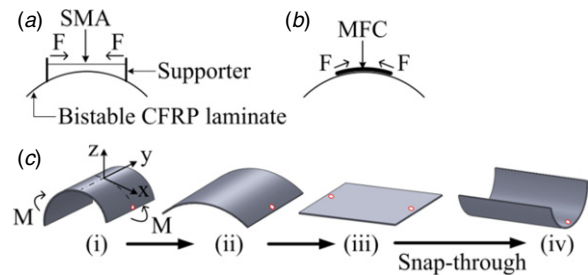 (a)
SMA
F F
Supporter
Bistable CFRP laminate
(b)
MFC
F F
(c)
z y
x
M M
(i) (ii) (iii) (iv)
Snap-through